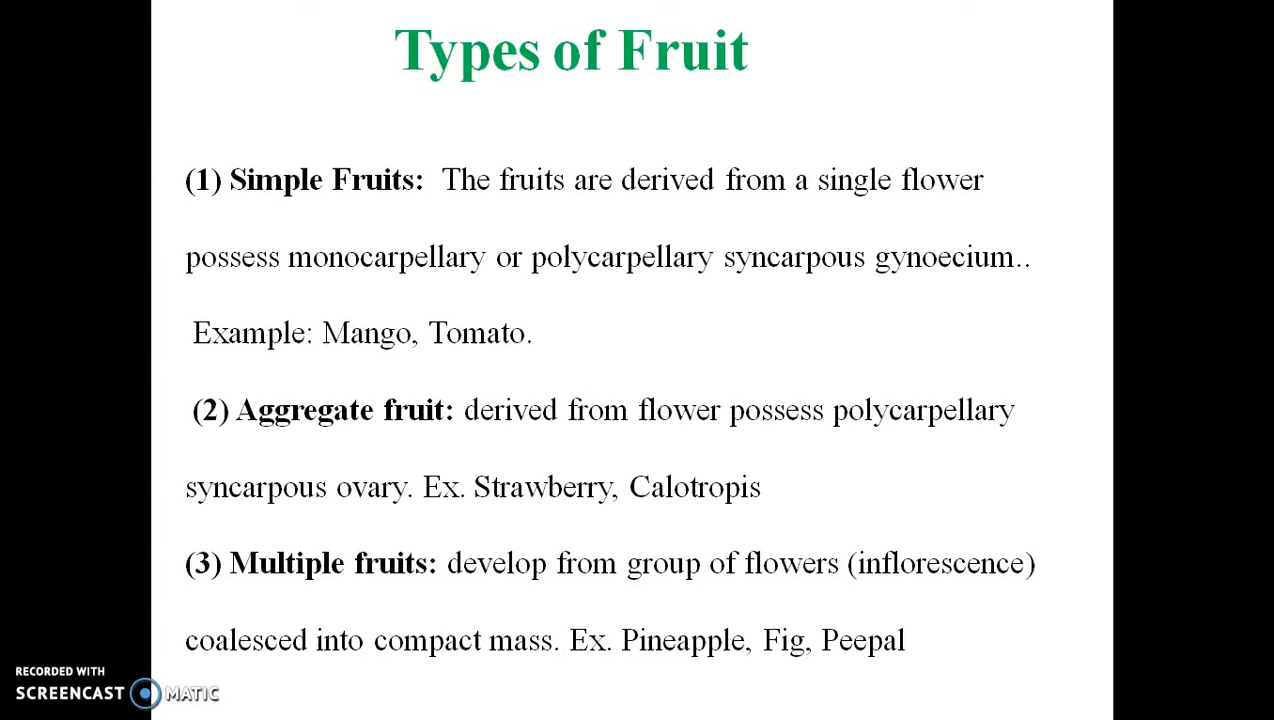 Types of Fruit
(1) Simple Fruits: The fruits are derived from a single flower
possess monocarpellary or polycarpellary syncarpous gynoecium..
Example: Mango, Tomato.
(2) Aggregate fruit: derived from flower possess polycarpellary
syncarpous ovary. Ex. Strawberry, Calotropis
(3) Multiple fruits: develop from group of flowers (inflorescence)
coalesced into compact mass. Ex. Pineapple, Fig, Peepal
RECORDED WITH
SCREENCAST MATIC